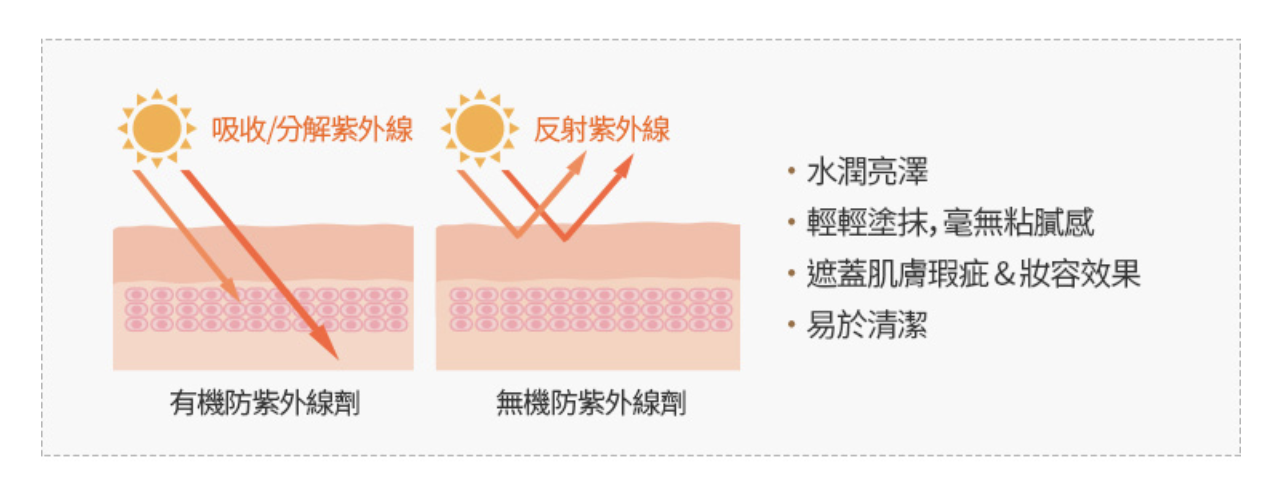 吸收/分解紫外線
反射紫外線
有機防紫外線劑
無機防紫外線劑
・水潤亮澤
・輕輕塗抹，毫無粘膩感
・遮蓋肌膚瑕疵＆妝容效果
・易於清潔